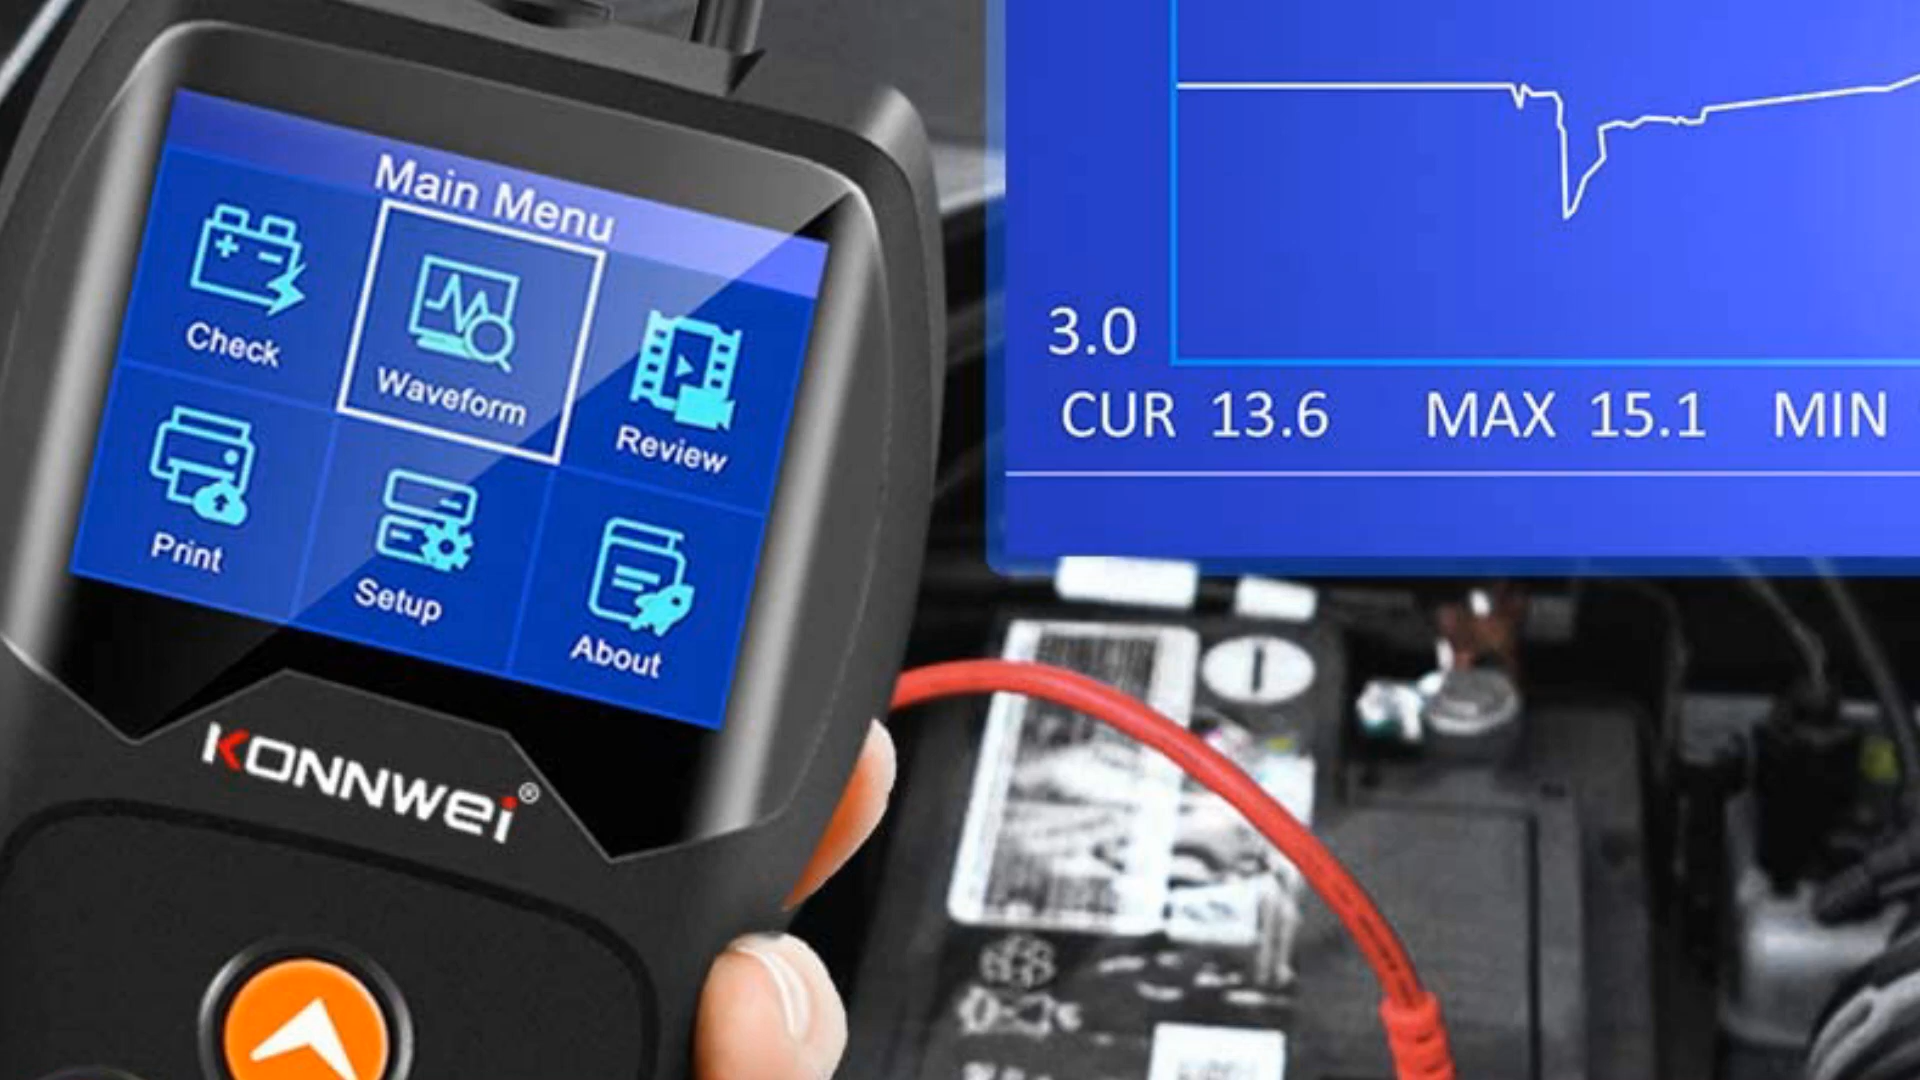 Main Menu
Check
Waveform
Review
Print
Setup
About
KONNWEI®
3.0
CUR 13.6 MAX 15.1 MIN